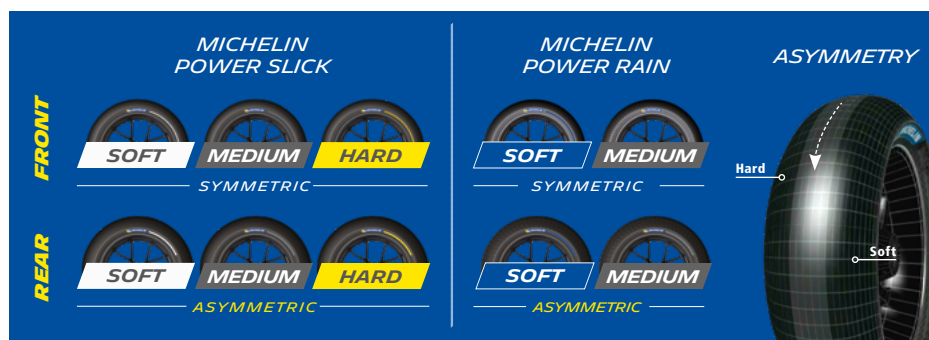 MICHELIN
POWER SLICK
MICHELIN
POWER RAIN
ASYMMETRY
FRONT
SOFT
MEDIUM
HARD
SOFT
MEDIUM
SYMMETRIC
SYMMETRIC
REAR
SOFT
MEDIUM
HARD
SOFT
MEDIUM
ASYMMETRIC
ASYMMETRIC
Hard
Soft
MICHELIN